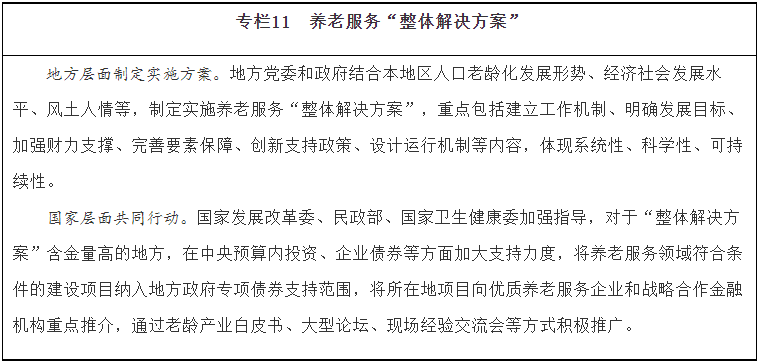 专栏11 养老服务“整体解决方案”
地方层面制定实施方案。地方党委和政府结合本地区人口老龄化发展形势、经济社会发展水
平、风土人情等，制定实施养老服务“整体解决方案”，重点包括建立工作机制、明确发展目标、
加强财力支撑、完善要素保障、创新支持政策、设计运行机制等内容，体现系统性、科学性、可持
续性。
国家层面共同行动。国家发展改革委、民政部、国家卫生健康委加强指导，对于“整体解决方
案”含金量高的地方，在中央预算内投资、企业债券等方面加大支持力度，将养老服务领域符合条
件的建设项目纳入地方政府专项债券支持范围，将所在地项目向优质养老服务企业和战略合作金融
机构重点推介，通过老龄产业白皮书、大型论坛、现场经验交流会等方式积极推广。